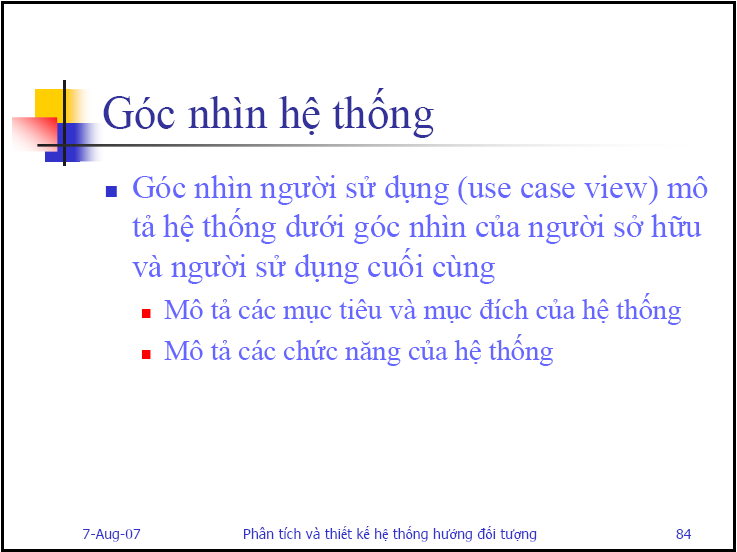 Góc nhìn hệ thống
Góc nhìn người sử dụng (use case view) mô
tả hệ thống dưới góc nhìn của người sở hữu
và người sử dụng cuối cùng
Mô tả các mục tiêu và mục đích của hệ thống
Mô tả các chức năng của hệ thống
7-Aug-07 Phân tích và thiết kế hệ thống hướng đối tượng 84